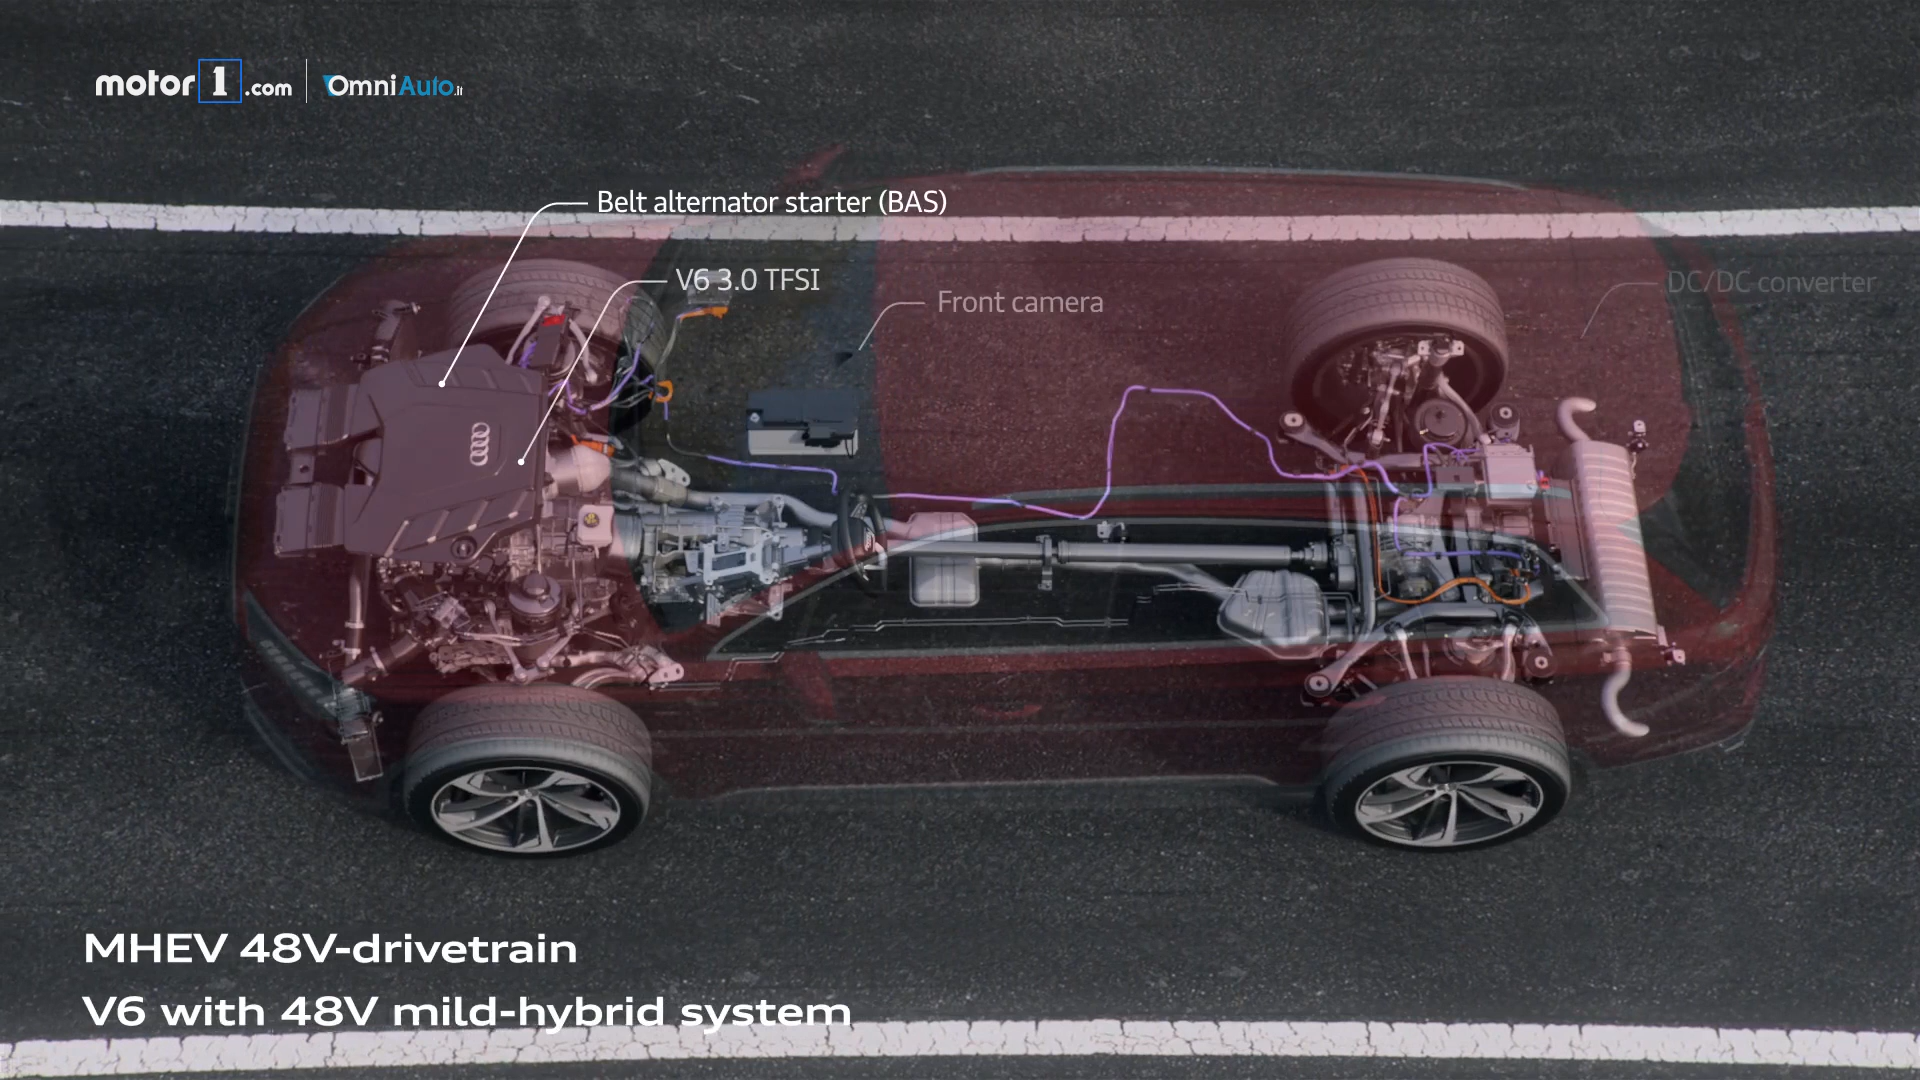 motor1.com | OmniAuto.it
Belt alternator starter (BAS)
V6 3.0 TFSI
Front camera
DC/DC converter
MHEV 48V-drivetrain
V6 with 48V mild-hybrid system